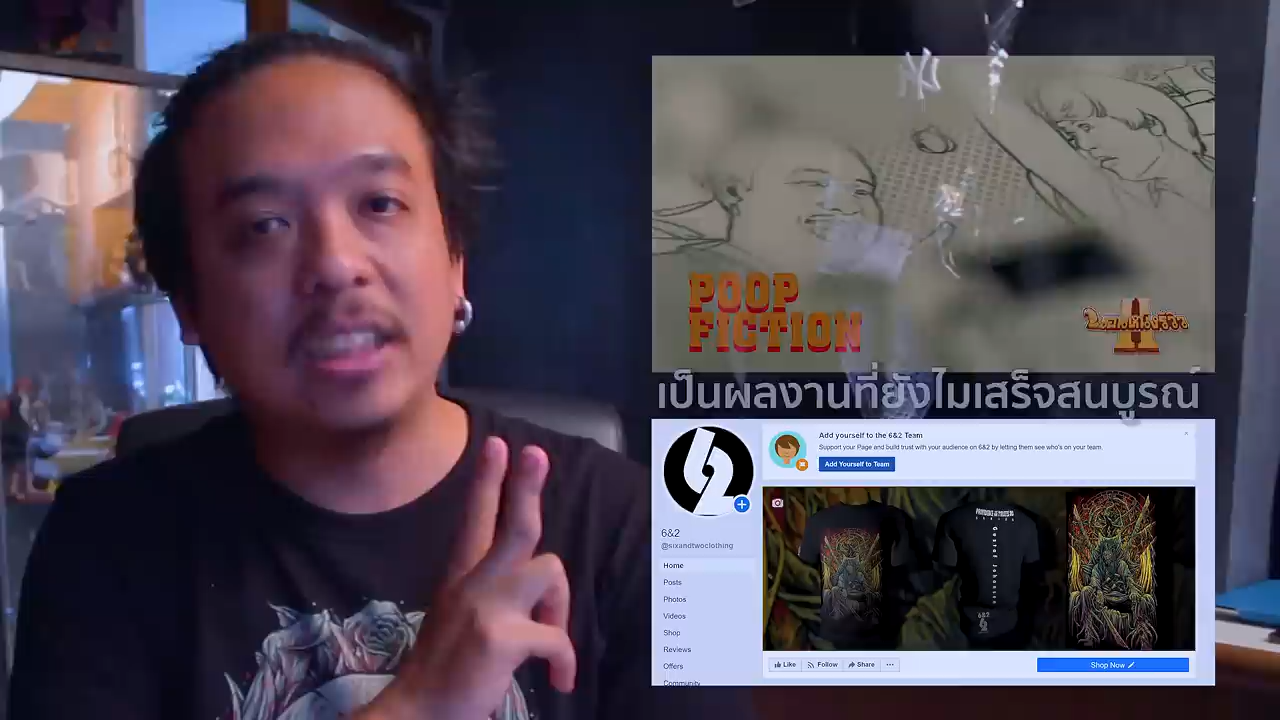 POOP
FICTION
เป็นผลงานที่ยังไมเสร็จสนบูรณ์
Add yourself to the 6&2 Team
Support your Page and build trust with your audience on 6&2 by letting them see who's on your team.
Add Yourself to Team
6&2
@sixandtwoclothing
Home
Posts
Photos
Videos
Shop
Reviews
Offers
Community
Like
Follow
Share
Shop Now